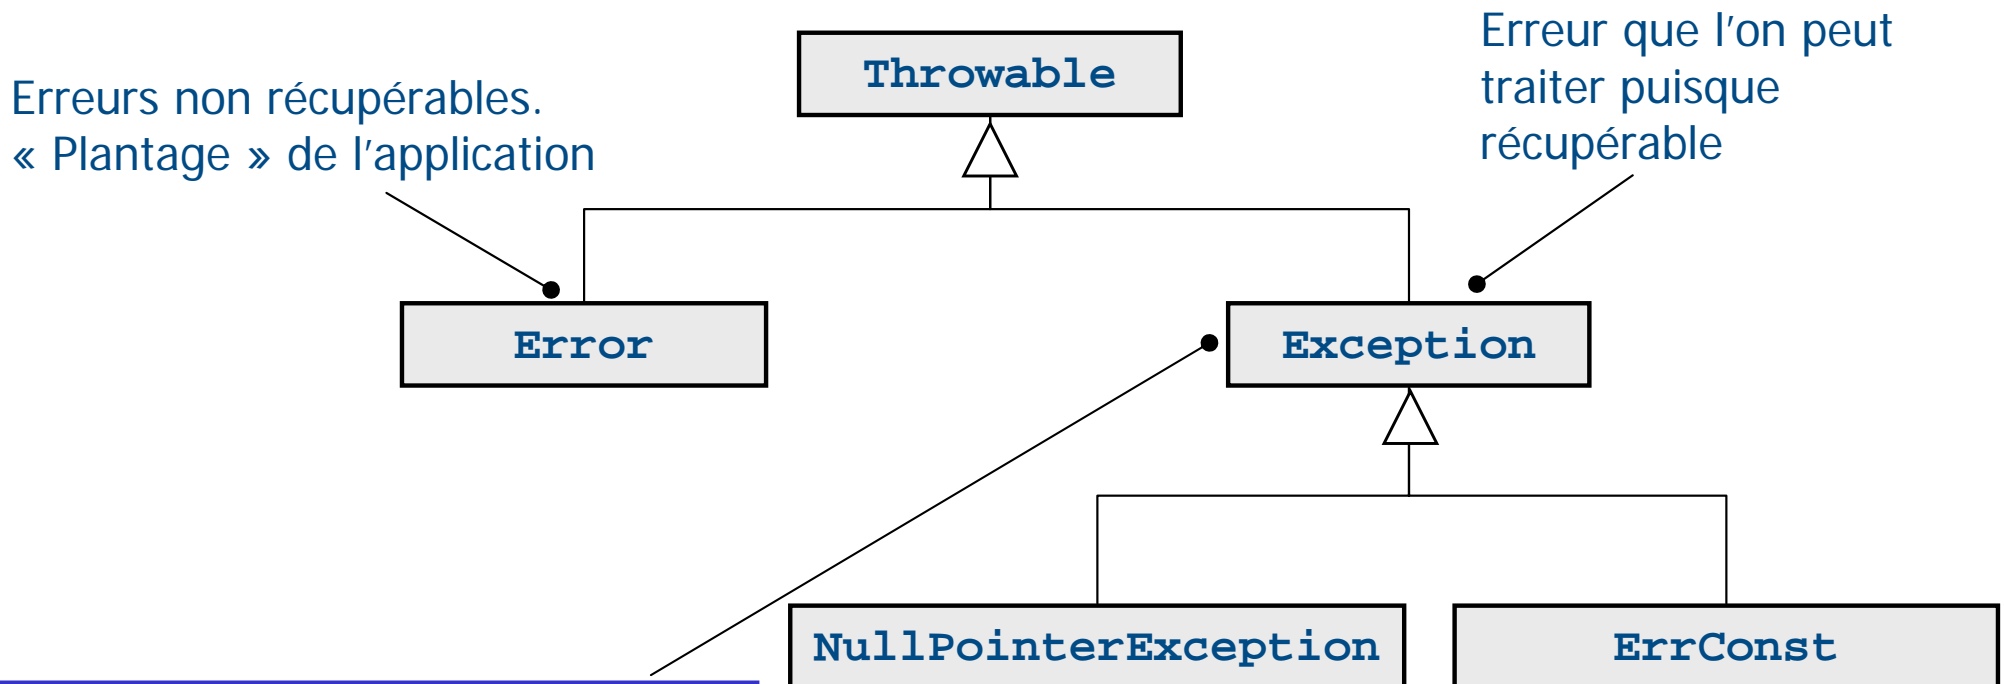 Throwable
Erreur que l'on peut
traiter puisque
récupérable
Erreurs non récupérables.
« Plantage » de l'application
Error
Exception
NullPointerException
ErrConst